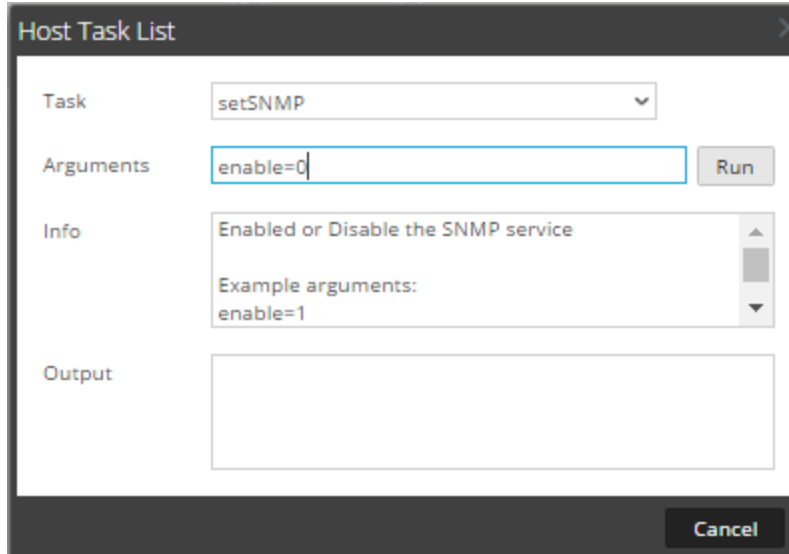 Host Task List
Task
setSNMP
Arguments
enable=0
Run
Info
Enabled or Disable the SNMP service
Example arguments:
enable=1
Output
Cancel